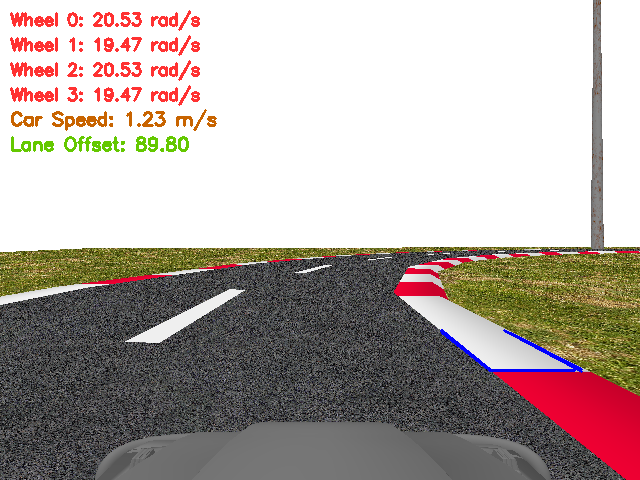 Wheel 0: 20.53 rad/s
Wheel 1: 19.47 rad/s
Wheel 2: 20.53 rad/s
Wheel 3: 19.47 rad/s
Car Speed: 1.23 m/s
Lane Offset: 89.80